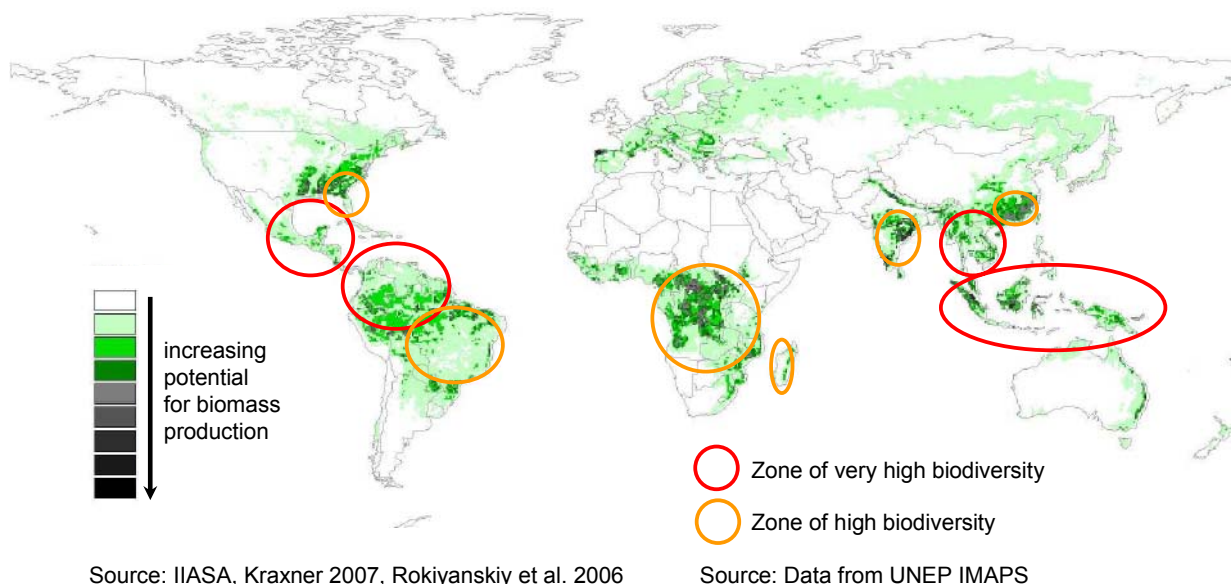 increasing
potential
for biomass
production
Zone of very high biodiversity
Zone of high biodiversity
Source: IIASA, Kraxner 2007, Rokiyanskiy et al. 2006
Source: Data from UNEP IMAPS